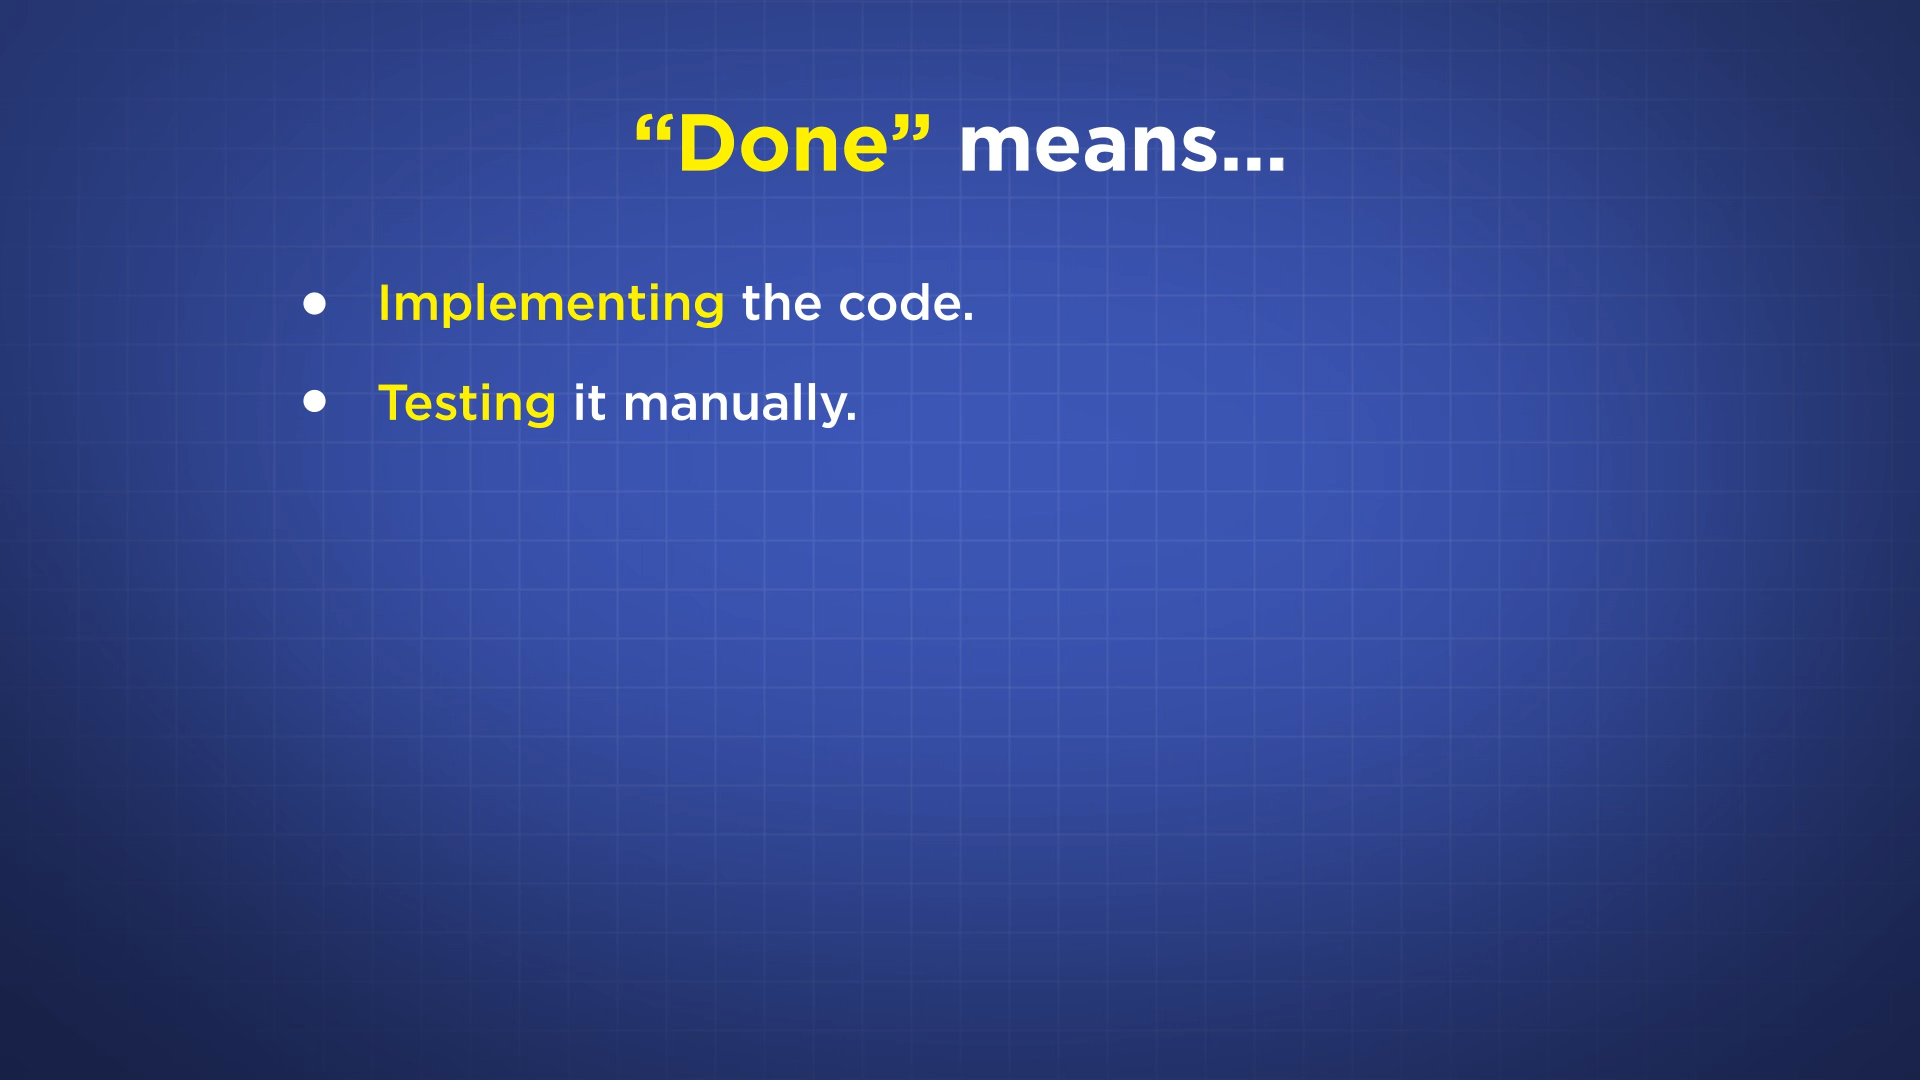 “Done” means...
● Implementing the code.
● Testing it manually.